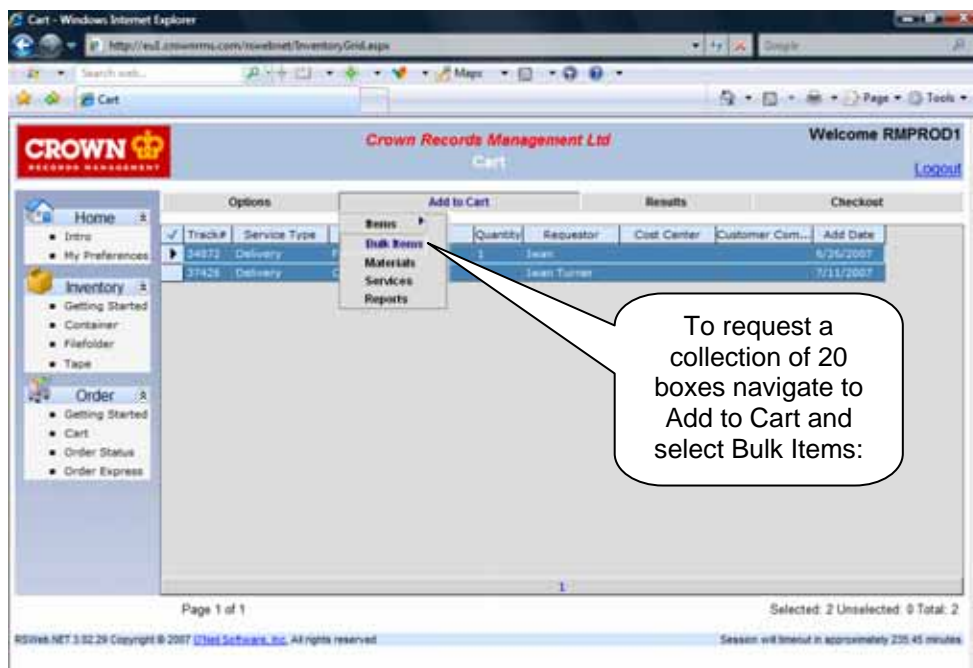 Cart - Windows Internet Explorer
http://eu1.crownrms.com/rswebnet/InventoryGrid.aspx
Google
Search web...
Maps
Cart
Page
Tools
CROWN
RECORDS MANAGEMENT
Crown Records Management Ltd
Cart
Welcome RMPROD1
Logout
Options
Add to Cart
Results
Checkout
Home
Intro
My Preferences
Inventory
Getting Started
Container
Filefolder
Tape
Order
Getting Started
Cart
Order Status
Order Express
Track# Service Type Quantity Requestor Cost Center Customer Com... Add Date
34872 Delivery 1 Iwan 6/26/2007
37426 Delivery Iwan Turner 7/11/2007
Items
Bulk Items
Materials
Services
Reports
To request a
collection of 20
boxes navigate to
Add to Cart and
select Bulk Items:
1
Page 1 of 1
Selected: 2 Unselected: 0 Total: 2
RSWeb.NET 3.02.29 Copyright © 2007 O'Neil Software, Inc. All rights reserved
Session will timeout in approximately 235:45 minutes